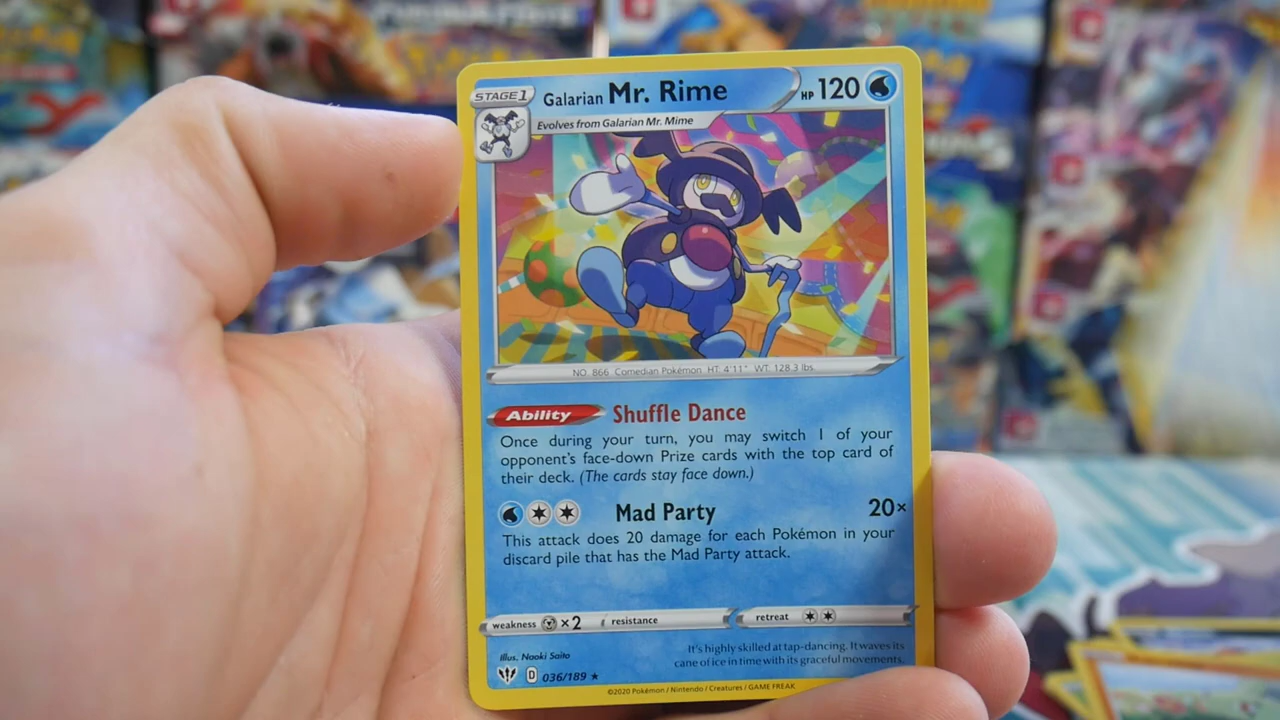 STAGE 1
Galarian Mr. Rime HP 120
Evolves from Galarian Mr. Mime
NO. 866 Comedian Pokémon HT: 4'11" WT: 128.3 lbs.
Ability Shuffle Dance
Once during your turn, you may switch 1 of your
opponent's face-down Prize cards with the top card of
their deck. (The cards stay face down.)
Mad Party 20×
This attack does 20 damage for each Pokémon in your
discard pile that has the Mad Party attack.
weakness ×2 resistance retreat
Illus. Naoki Saito
It's highly skilled at tap-dancing. It waves its
cane of ice in time with its graceful movements.
D 036/189 ★
©2020 Pokémon / Nintendo / Creatures / GAME FREAK